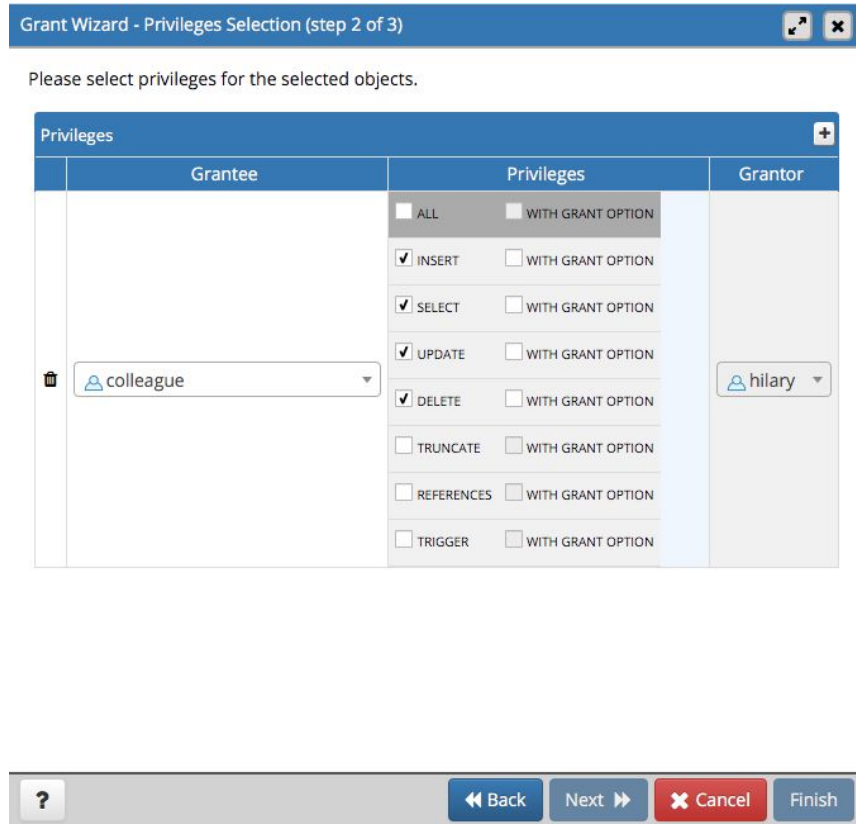 Grant Wizard - Privileges Selection (step 2 of 3)
Please select privileges for the selected objects.
Privileges
Grantee Privileges Grantor
ALL WITH GRANT OPTION
INSERT WITH GRANT OPTION
SELECT WITH GRANT OPTION
UPDATE WITH GRANT OPTION
colleague hilary
DELETE WITH GRANT OPTION
TRUNCATE WITH GRANT OPTION
REFERENCES WITH GRANT OPTION
TRIGGER WITH GRANT OPTION
? Back Next Cancel Finish